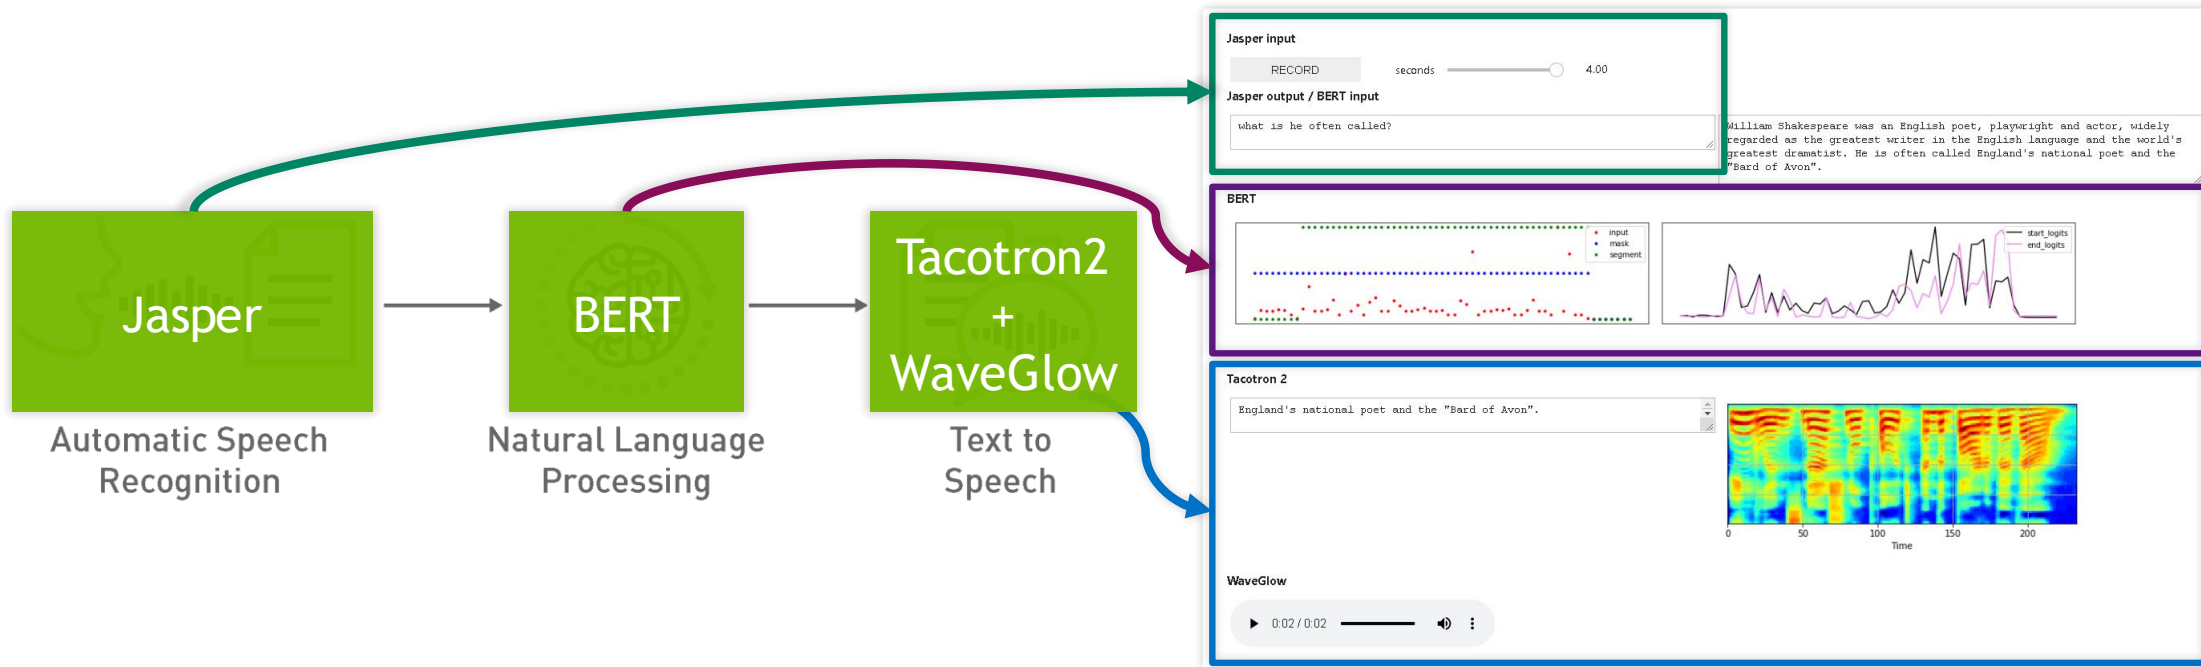 Jasper
Automatic Speech
Recognition
BERT
Natural Language
Processing
Tacotron2
+
WaveGlow
Text to
Speech
Jasper input
RECORD
seconds
4.00
Jasper output / BERT input
what is he often called?
William Shakespeare was an English poet, playwright and actor, widely
regarded as the greatest writer in the English language and the world's
greatest dramatist. He is often called England's national poet and the
"Bard of Avon".
BERT
input
mask
segment
start_logits
end_logits
Tacotron 2
England's national poet and the "Bard of Avon".
0 50 100 150 200
Time
WaveGlow
0:02 / 0:02